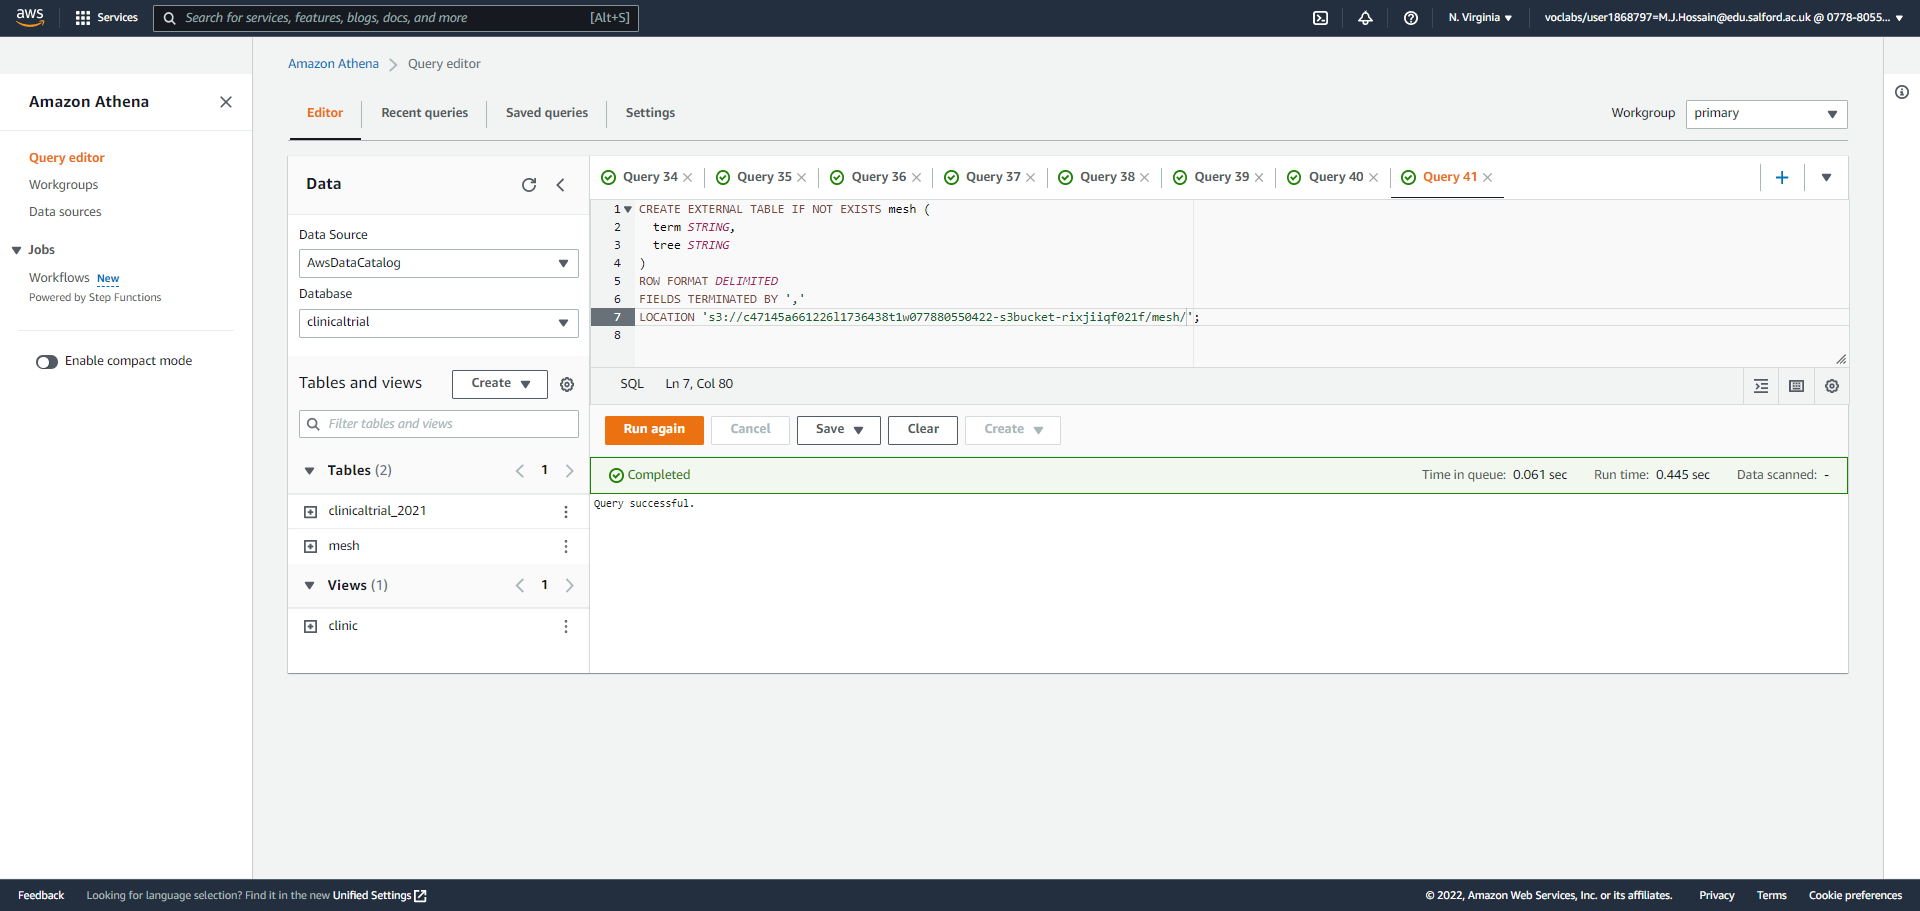 aws
Services
Search for services, features, blogs, docs, and more
[Alt+S]
N. Virginia
voclabs/user1868797=M.J.Hossain@edu.salford.ac.uk @ 0778-8055...
Amazon Athena
Query editor
Workgroups
Data sources
Jobs
Workflows New
Powered by Step Functions
Enable compact mode
Amazon Athena > Query editor
Editor
Recent queries
Saved queries
Settings
Workgroup
primary
Data
Data Source
AwsDataCatalog
Database
clinicaltrial
Tables and views
Create
Filter tables and views
Tables (2)
1
clinicaltrial_2021
mesh
Views (1)
1
clinic
Query 34
Query 35
Query 36
Query 37
Query 38
Query 39
Query 40
Query 41
1 CREATE EXTERNAL TABLE IF NOT EXISTS mesh (
2 term STRING,
3 tree STRING
4 )
5 ROW FORMAT DELIMITED
6 FIELDS TERMINATED BY ','
7 LOCATION 's3://c47145a661226l1736438t1w077880550422-s3bucket-rixjiiqf021f/mesh/';
8
SQL
Ln 7, Col 80
Run again
Cancel
Save
Clear
Create
Completed
Time in queue: 0.061 sec
Run time: 0.445 sec
Data scanned: -
Query successful.
Feedback
Looking for language selection? Find it in the new Unified Settings
© 2022, Amazon Web Services, Inc. or its affiliates.
Privacy
Terms
Cookie preferences